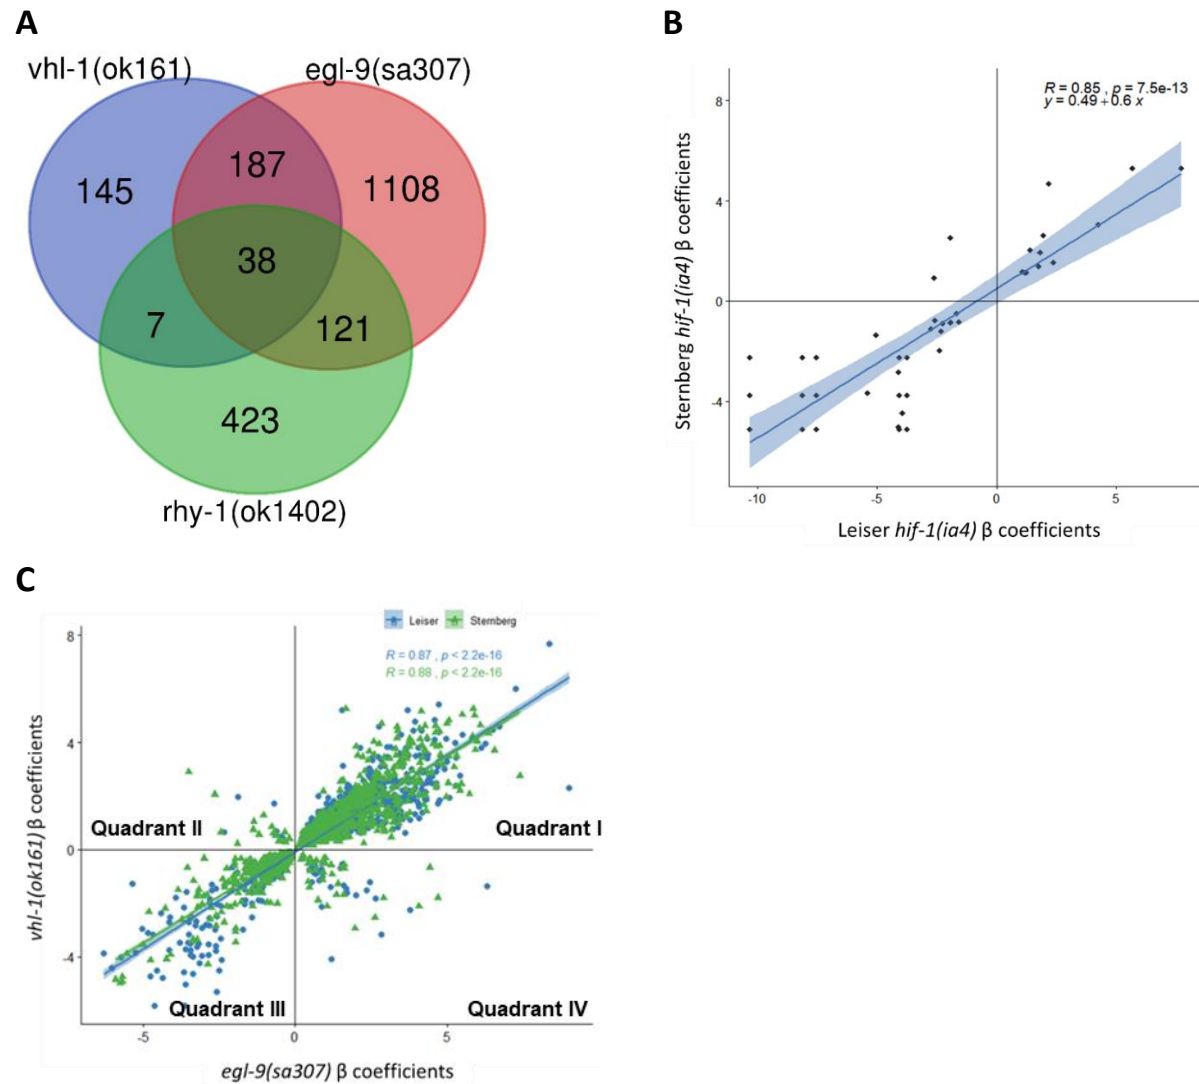 A
vhl-1(ok161)
egl-9(sa307)
187
145
1108
38
7
121
423
rhy-1(ok1402)
B
R = 0.85 , p = 7.5e-13
y = 0.49 + 0.6 x
8
4
0
-4
-10
-5
0
5
Sternberg hif-1(ia4) β coefficients
Leiser hif-1(ia4) β coefficients
C
Leiser
Sternberg
R = 0.87 , p < 2.2e-16
R = 0.88 , p < 2.2e-16
8
4
0
-4
Quadrant II
Quadrant I
Quadrant III
Quadrant IV
-5
0
5
vhl-1(ok161) β coefficients
egl-9(sa307) β coefficients